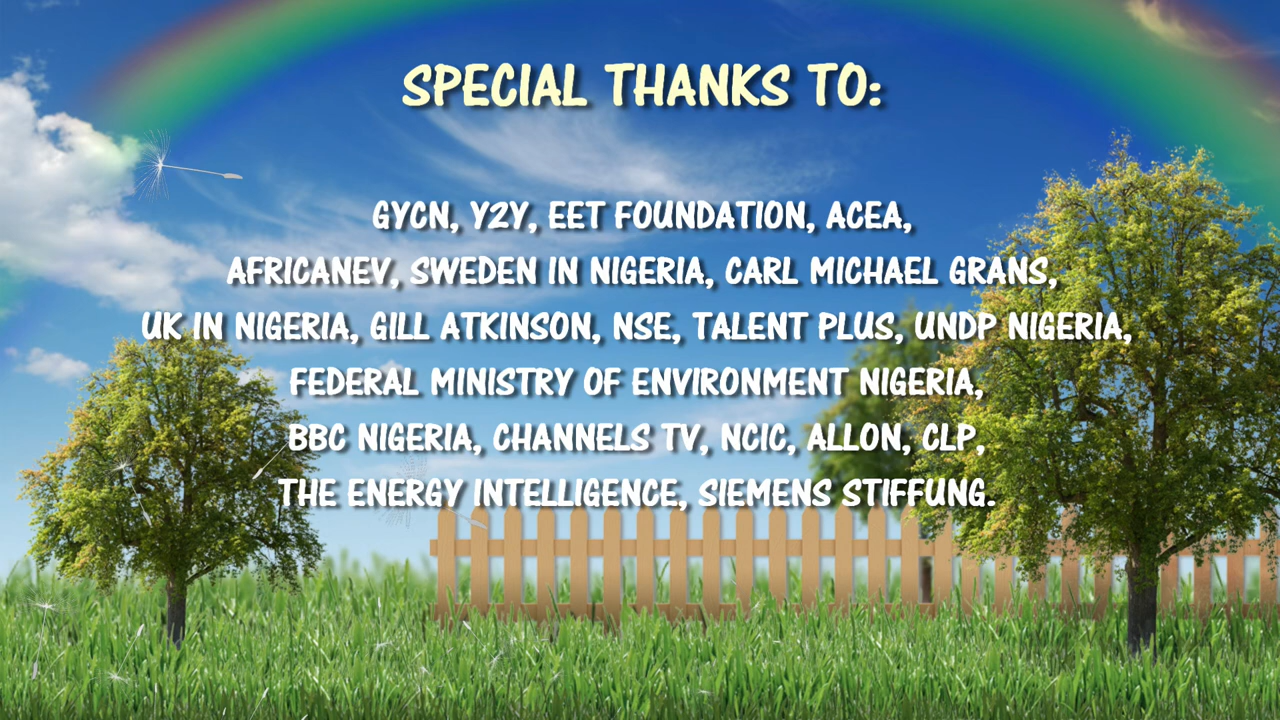 SPECIAL THANKS TO:
GYCN, Y2Y, EET FOUNDATION, ACEA,
AFRICANEV, SWEDEN IN NIGERIA, CARL MICHAEL GRANS,
UK IN NIGERIA, GILL ATKINSON, NSE, TALENT PLUS, UNDP NIGERIA,
FEDERAL MINISTRY OF ENVIRONMENT NIGERIA,
BBC NIGERIA, CHANNELS TV, NCIC, ALLON, CLP,
THE ENERGY INTELLIGENCE, SIEMENS STIFFUNG.